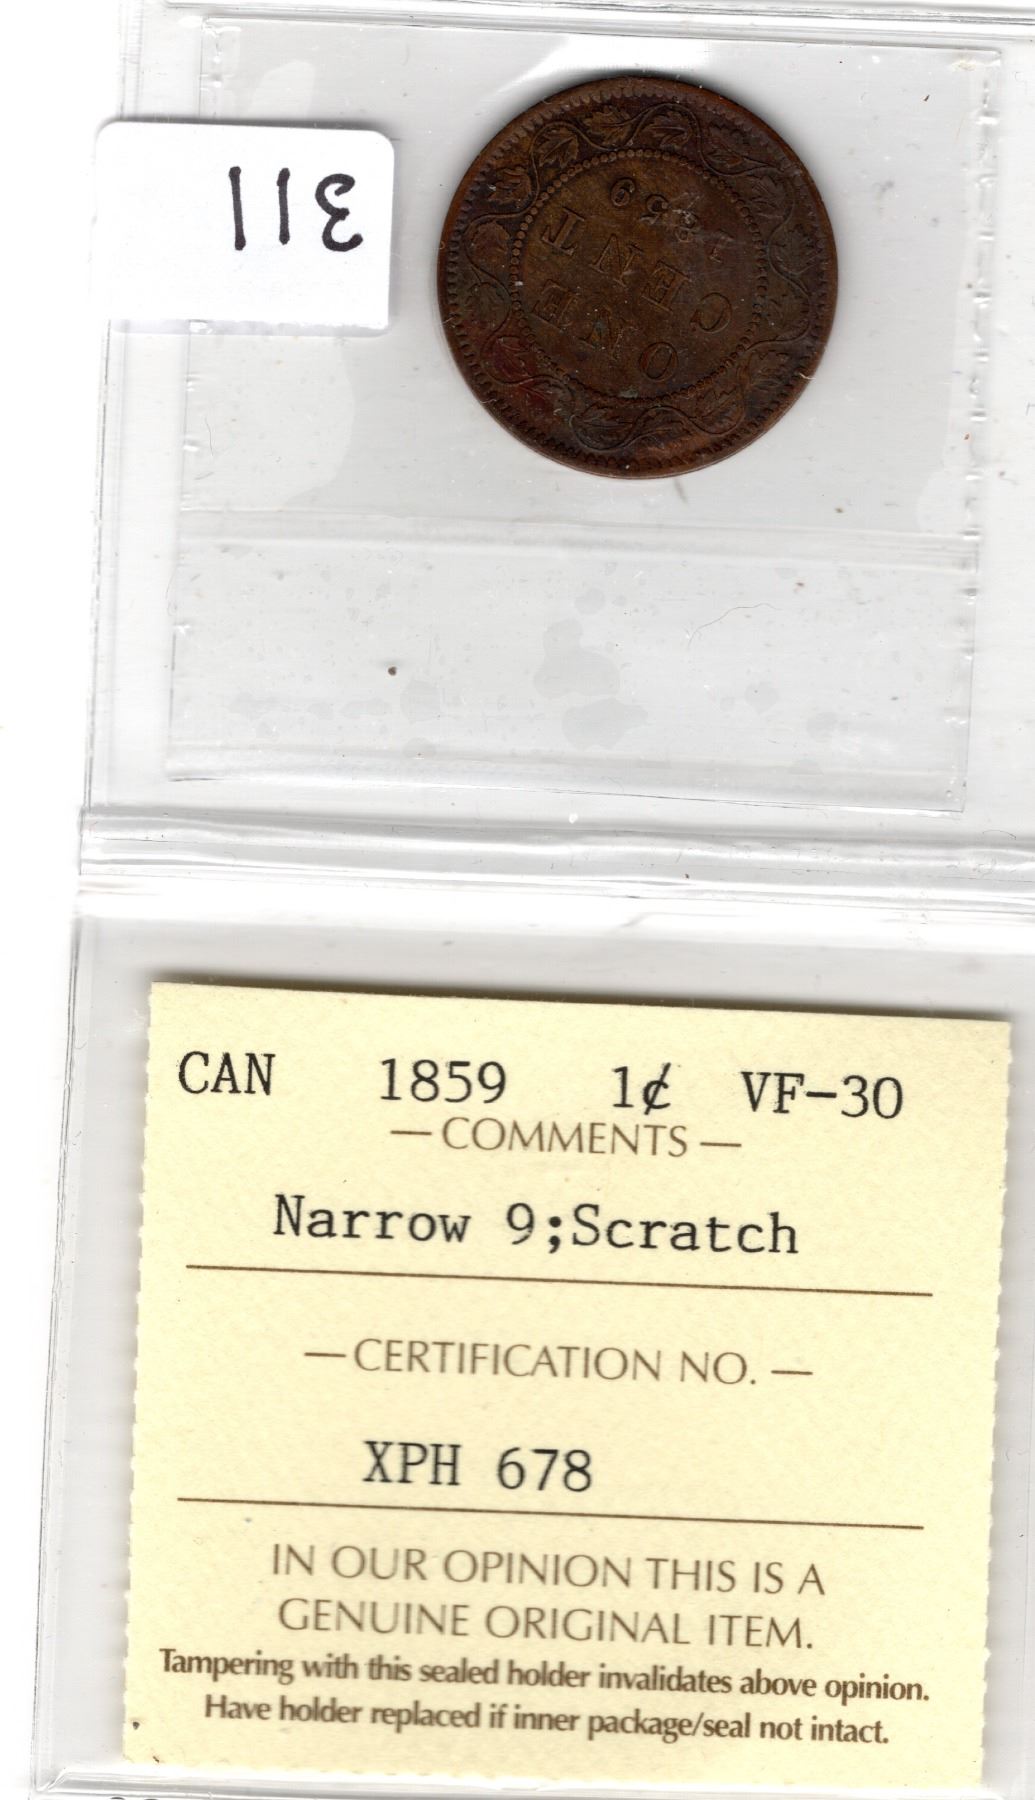 311
ONE
CENT
1859
CAN 1859 1¢ VF-30
— COMMENTS —
Narrow 9;Scratch
— CERTIFICATION NO. —
XPH 678
IN OUR OPINION THIS IS A
GENUINE ORIGINAL ITEM.
Tampering with this sealed holder invalidates above opinion.
Have holder replaced if inner package/seal not intact.